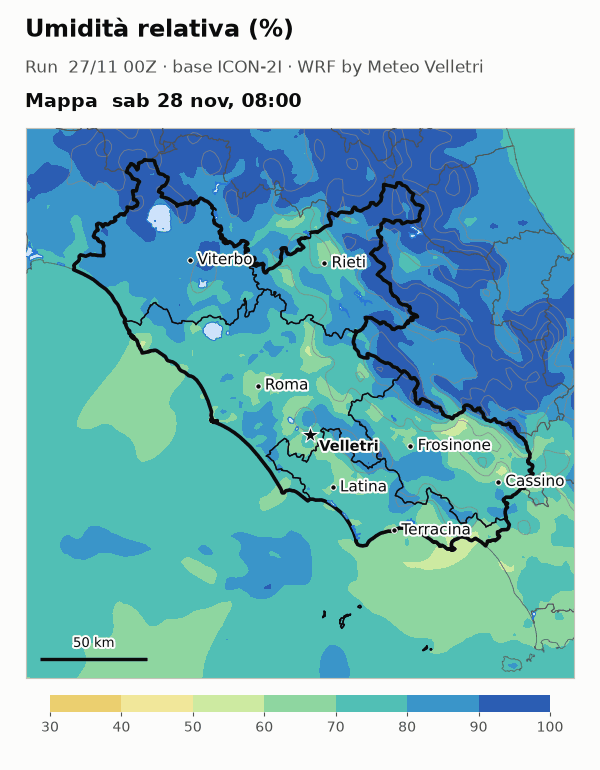 Umidità relativa (%)
Run  27/11 00Z · base ICON-2I · WRF by Meteo Velletri
Mappa  sab 28 nov, 08:00
Viterbo
Rieti
Roma
Velletri
Frosinone
Cassino
Latina
Terracina
50 km
30 40 50 60 70 80 90 100